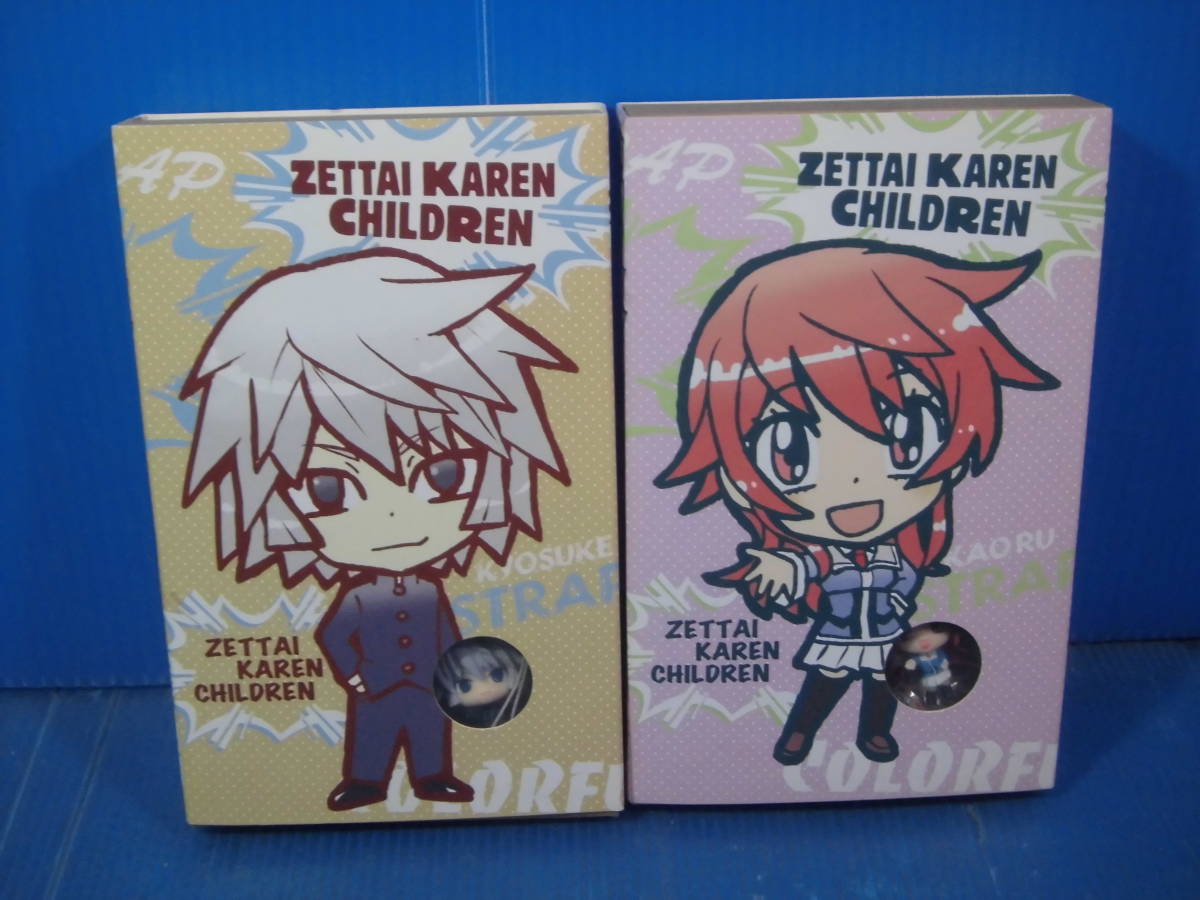 AP
ZETTAI KAREN
CHILDREN
KYOSUKE
STRAP
ZETTAI
KAREN
CHILDREN
COLORFU
AP
ZETTAI KAREN
CHILDREN
KAORU
STRAP
ZETTAI
KAREN
CHILDREN
COLORFU